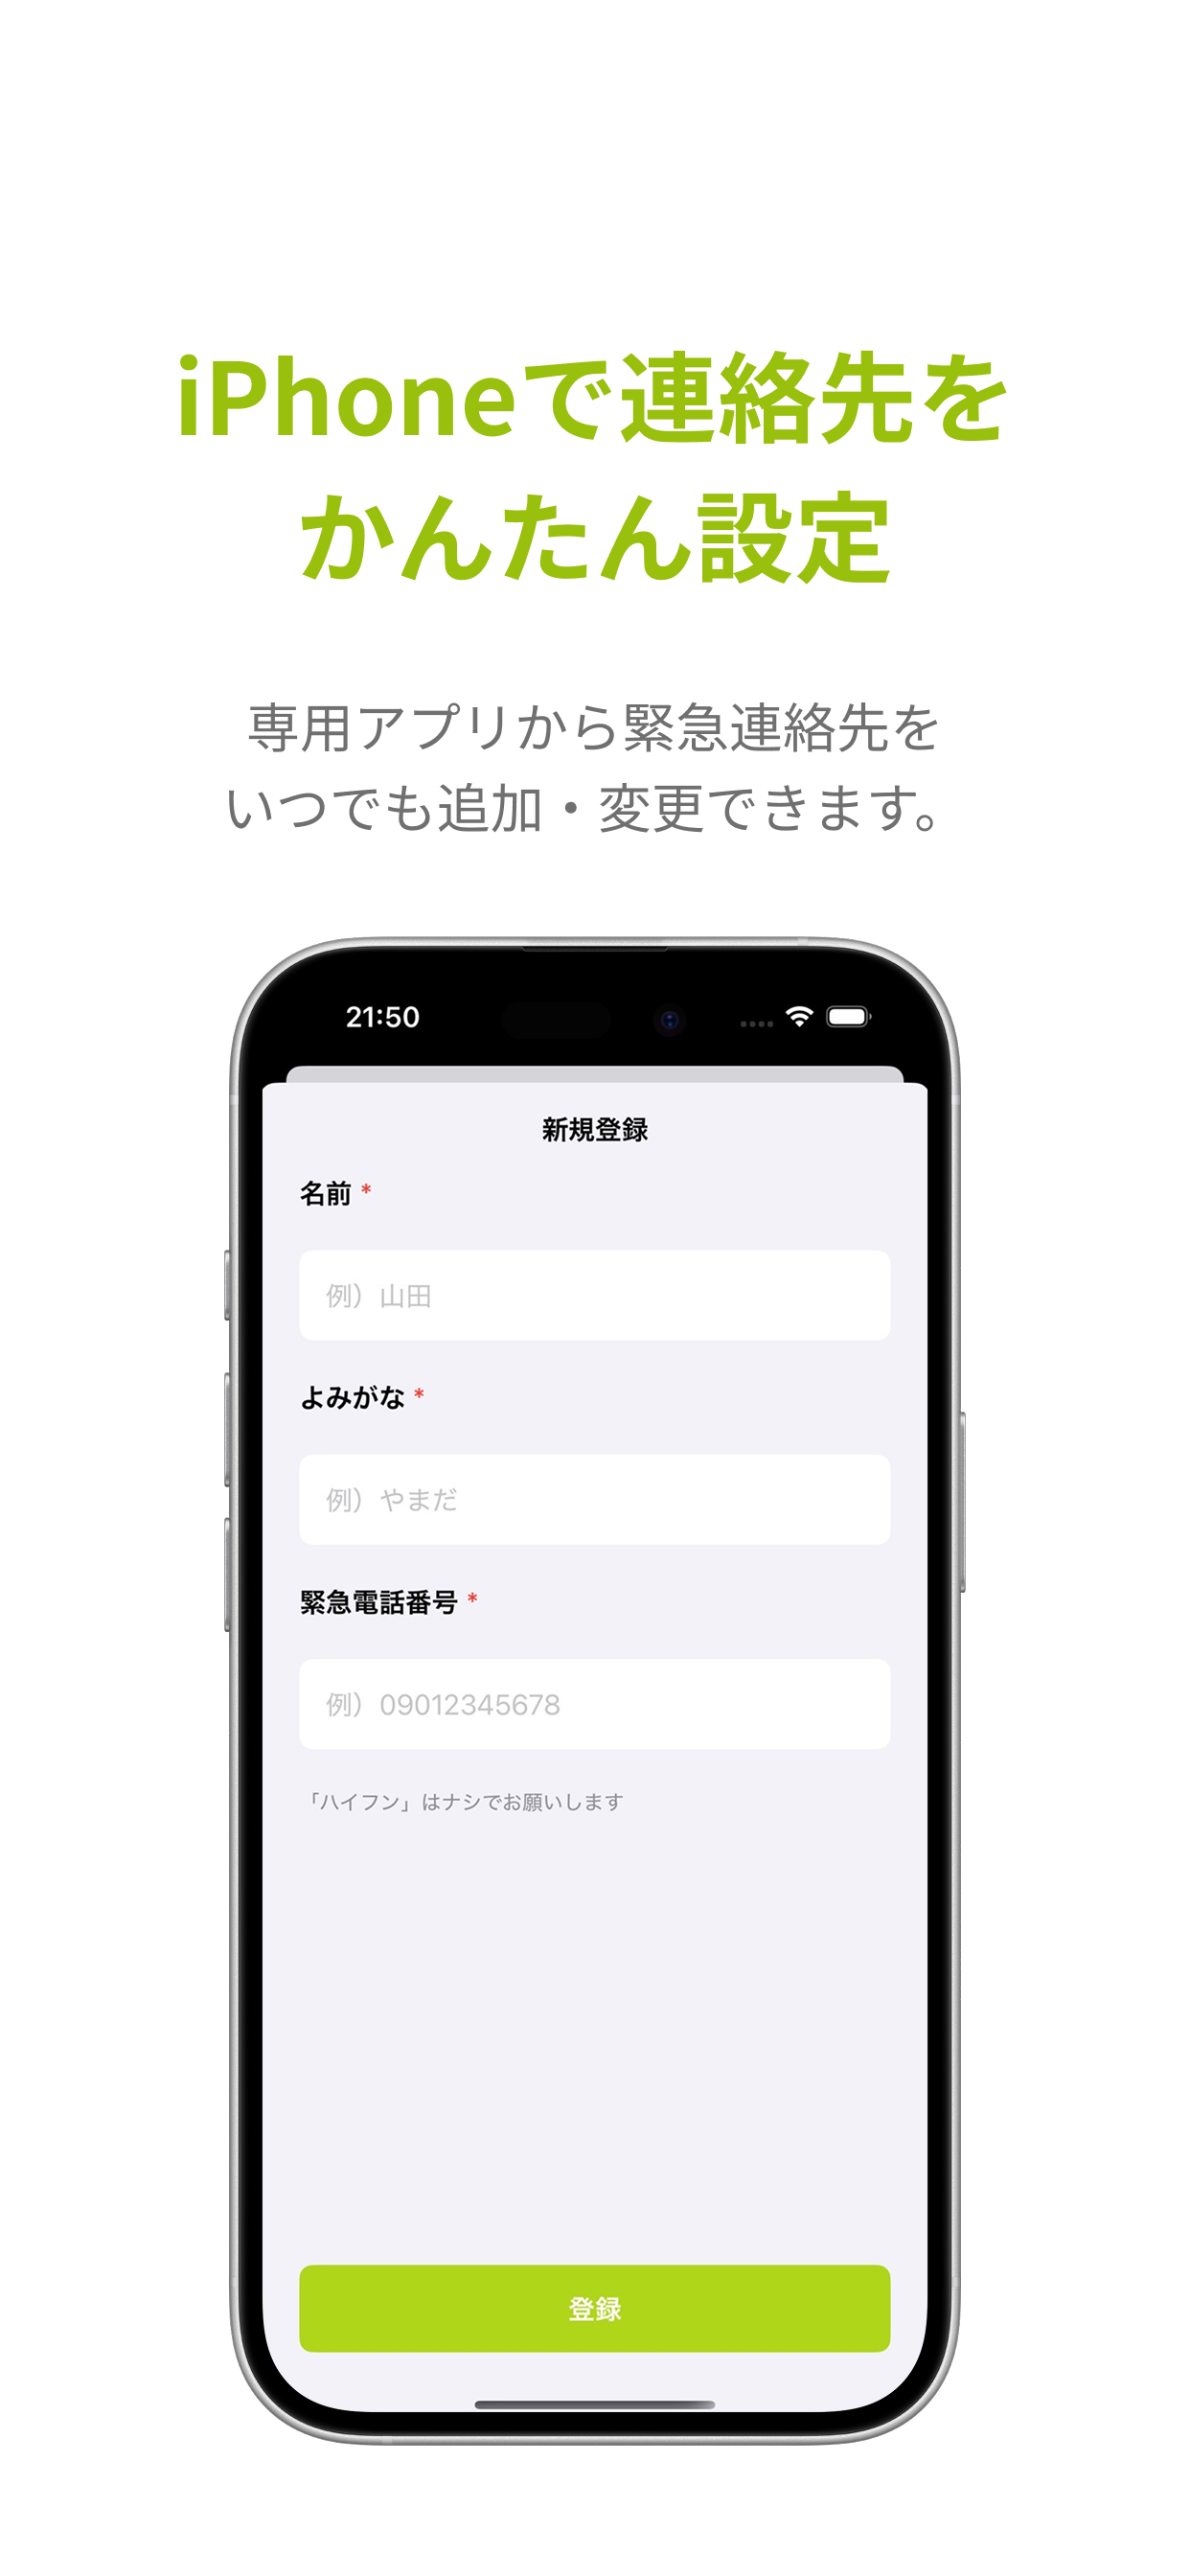 iPhoneで連絡先を
かんたん設定
専用アプリから緊急連絡先を
いつでも追加・変更できます。
21:50
新規登録
名前 *
例）山田
よみがな *
例）やまだ
緊急電話番号 *
例）09012345678
「ハイフン」はナシでお願いします
登録